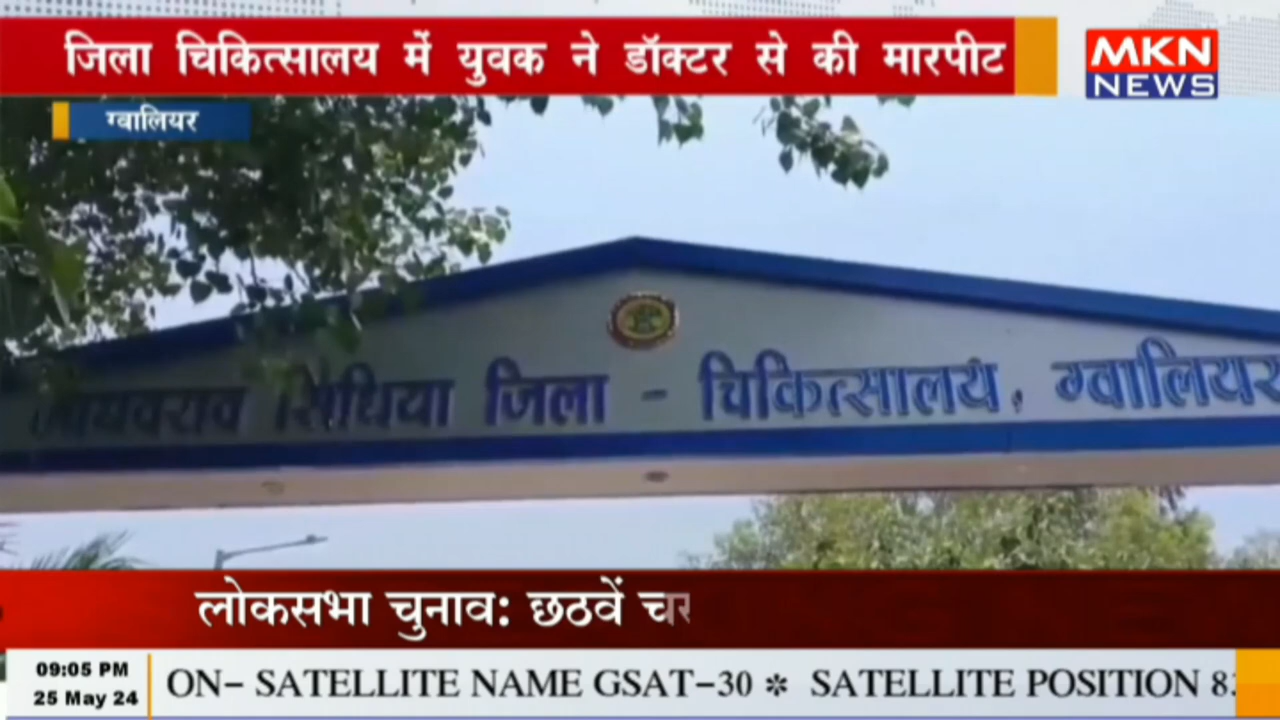 जिला चिकित्सालय में युवक ने डॉक्टर से की मारपीट
MKN
NEWS
ग्वालियर
सिंधिया जिला - चिकित्सालय, ग्वालियर
लोकसभा चुनाव: छठवें चर
09:05 PM
25 May 24
ON- SATELLITE NAME GSAT-30 * SATELLITE POSITION 8